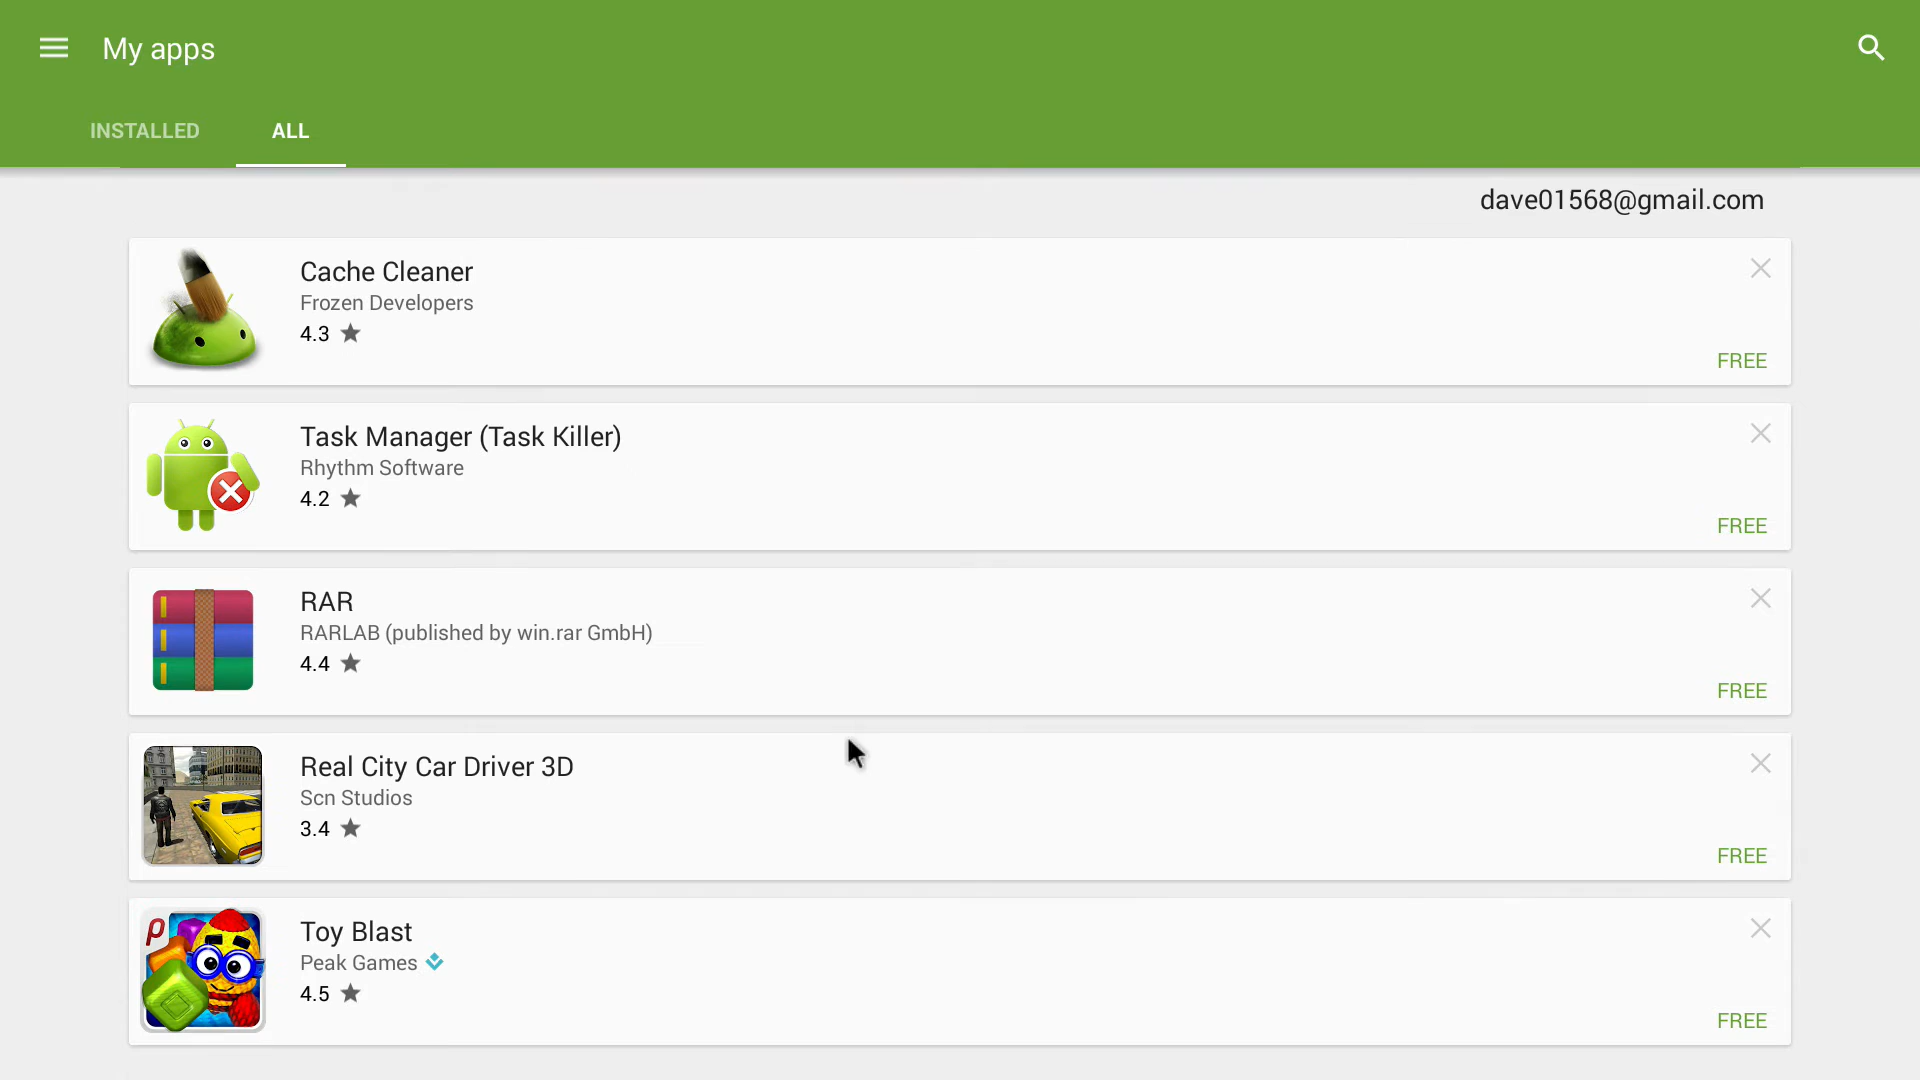 My apps
INSTALLED
ALL
dave01568@gmail.com
Cache Cleaner
Frozen Developers
4.3
FREE
Task Manager (Task Killer)
Rhythm Software
4.2
FREE
RAR
RARLAB (published by win.rar GmbH)
4.4
FREE
Real City Car Driver 3D
Scn Studios
3.4
FREE
Toy Blast
Peak Games
4.5
FREE